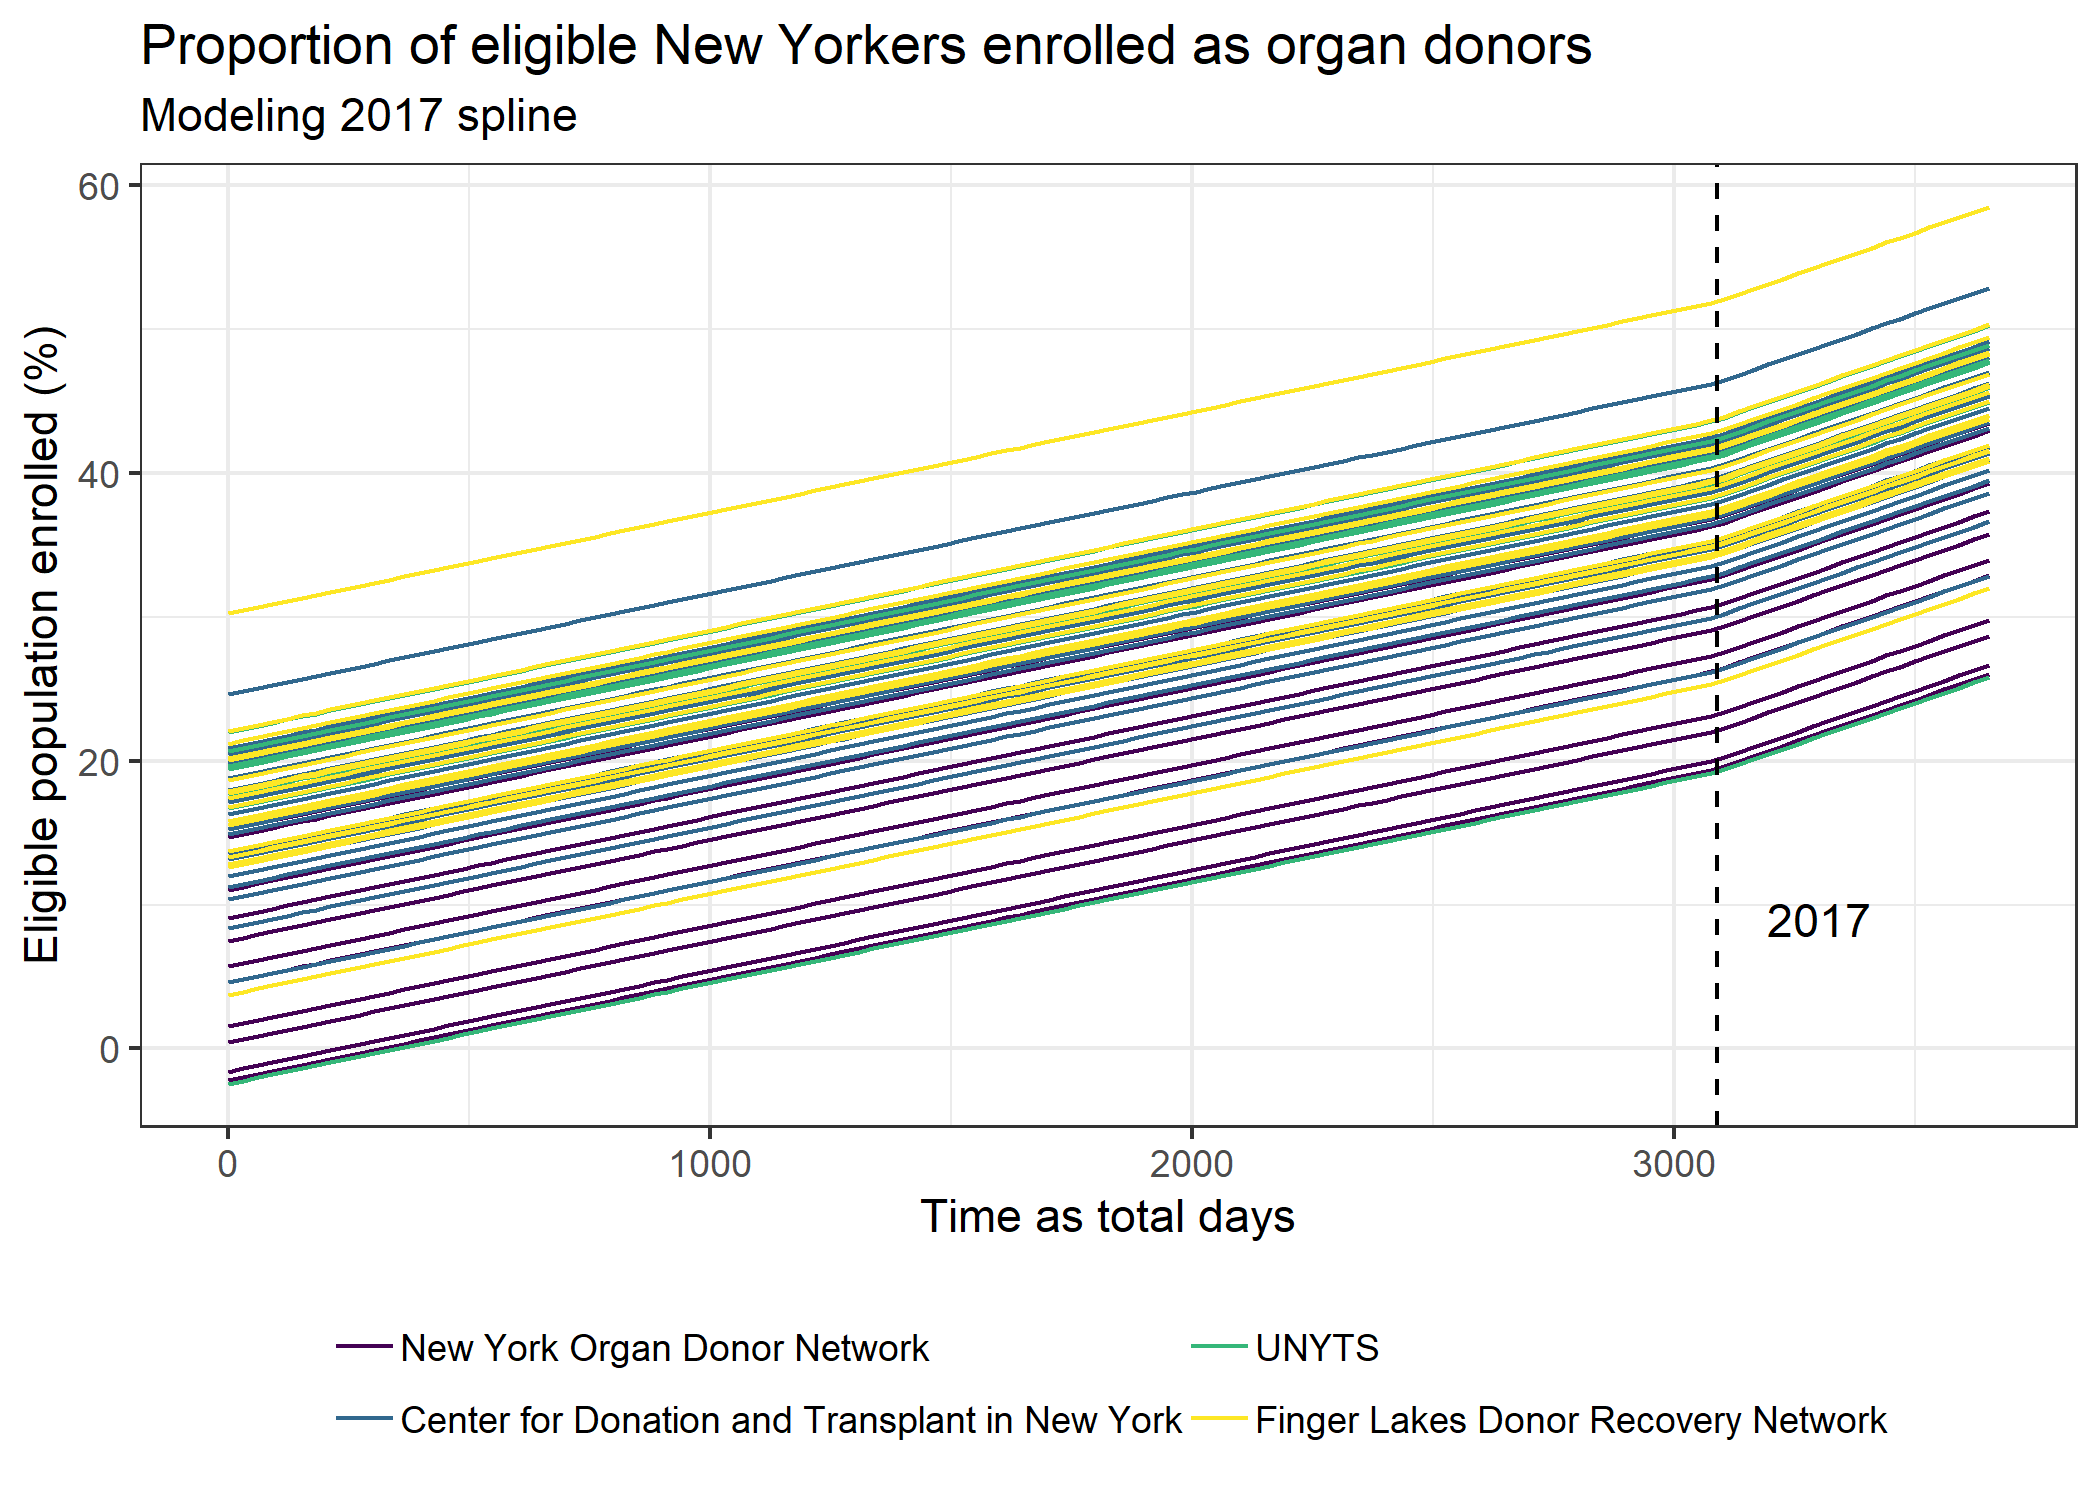 Proportion of eligible New Yorkers enrolled as organ donors
Modeling 2017 spline
Eligible population enrolled (%)
60
40
20
0
2017
0
1000
2000
3000
Time as total days
New York Organ Donor Network
UNYTS
Center for Donation and Transplant in New York
Finger Lakes Donor Recovery Network